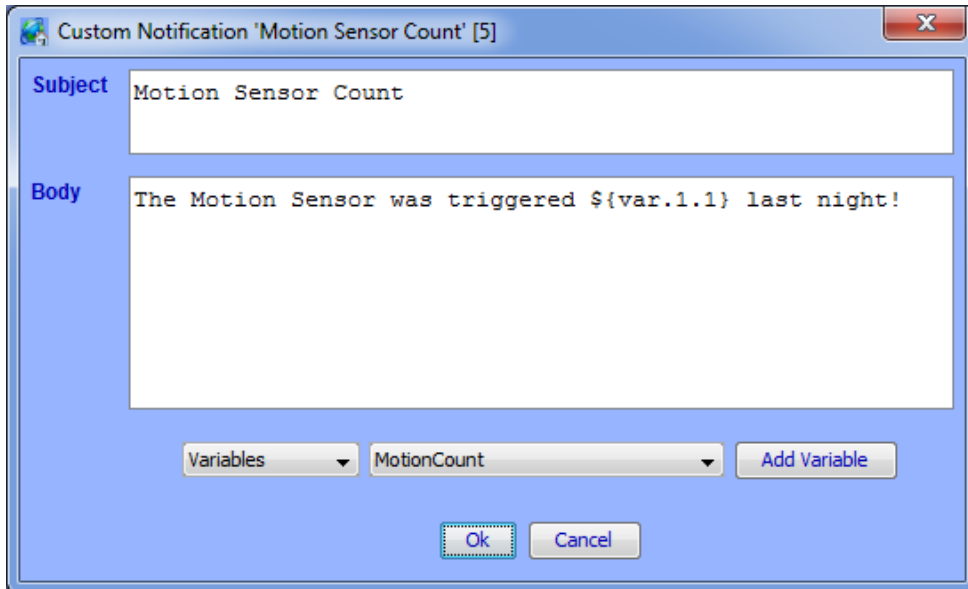 Custom Notification 'Motion Sensor Count' [5]
Subject
Motion Sensor Count
Body
The Motion Sensor was triggered ${var.1.1} last night!
Variables
MotionCount
Add Variable
Ok
Cancel